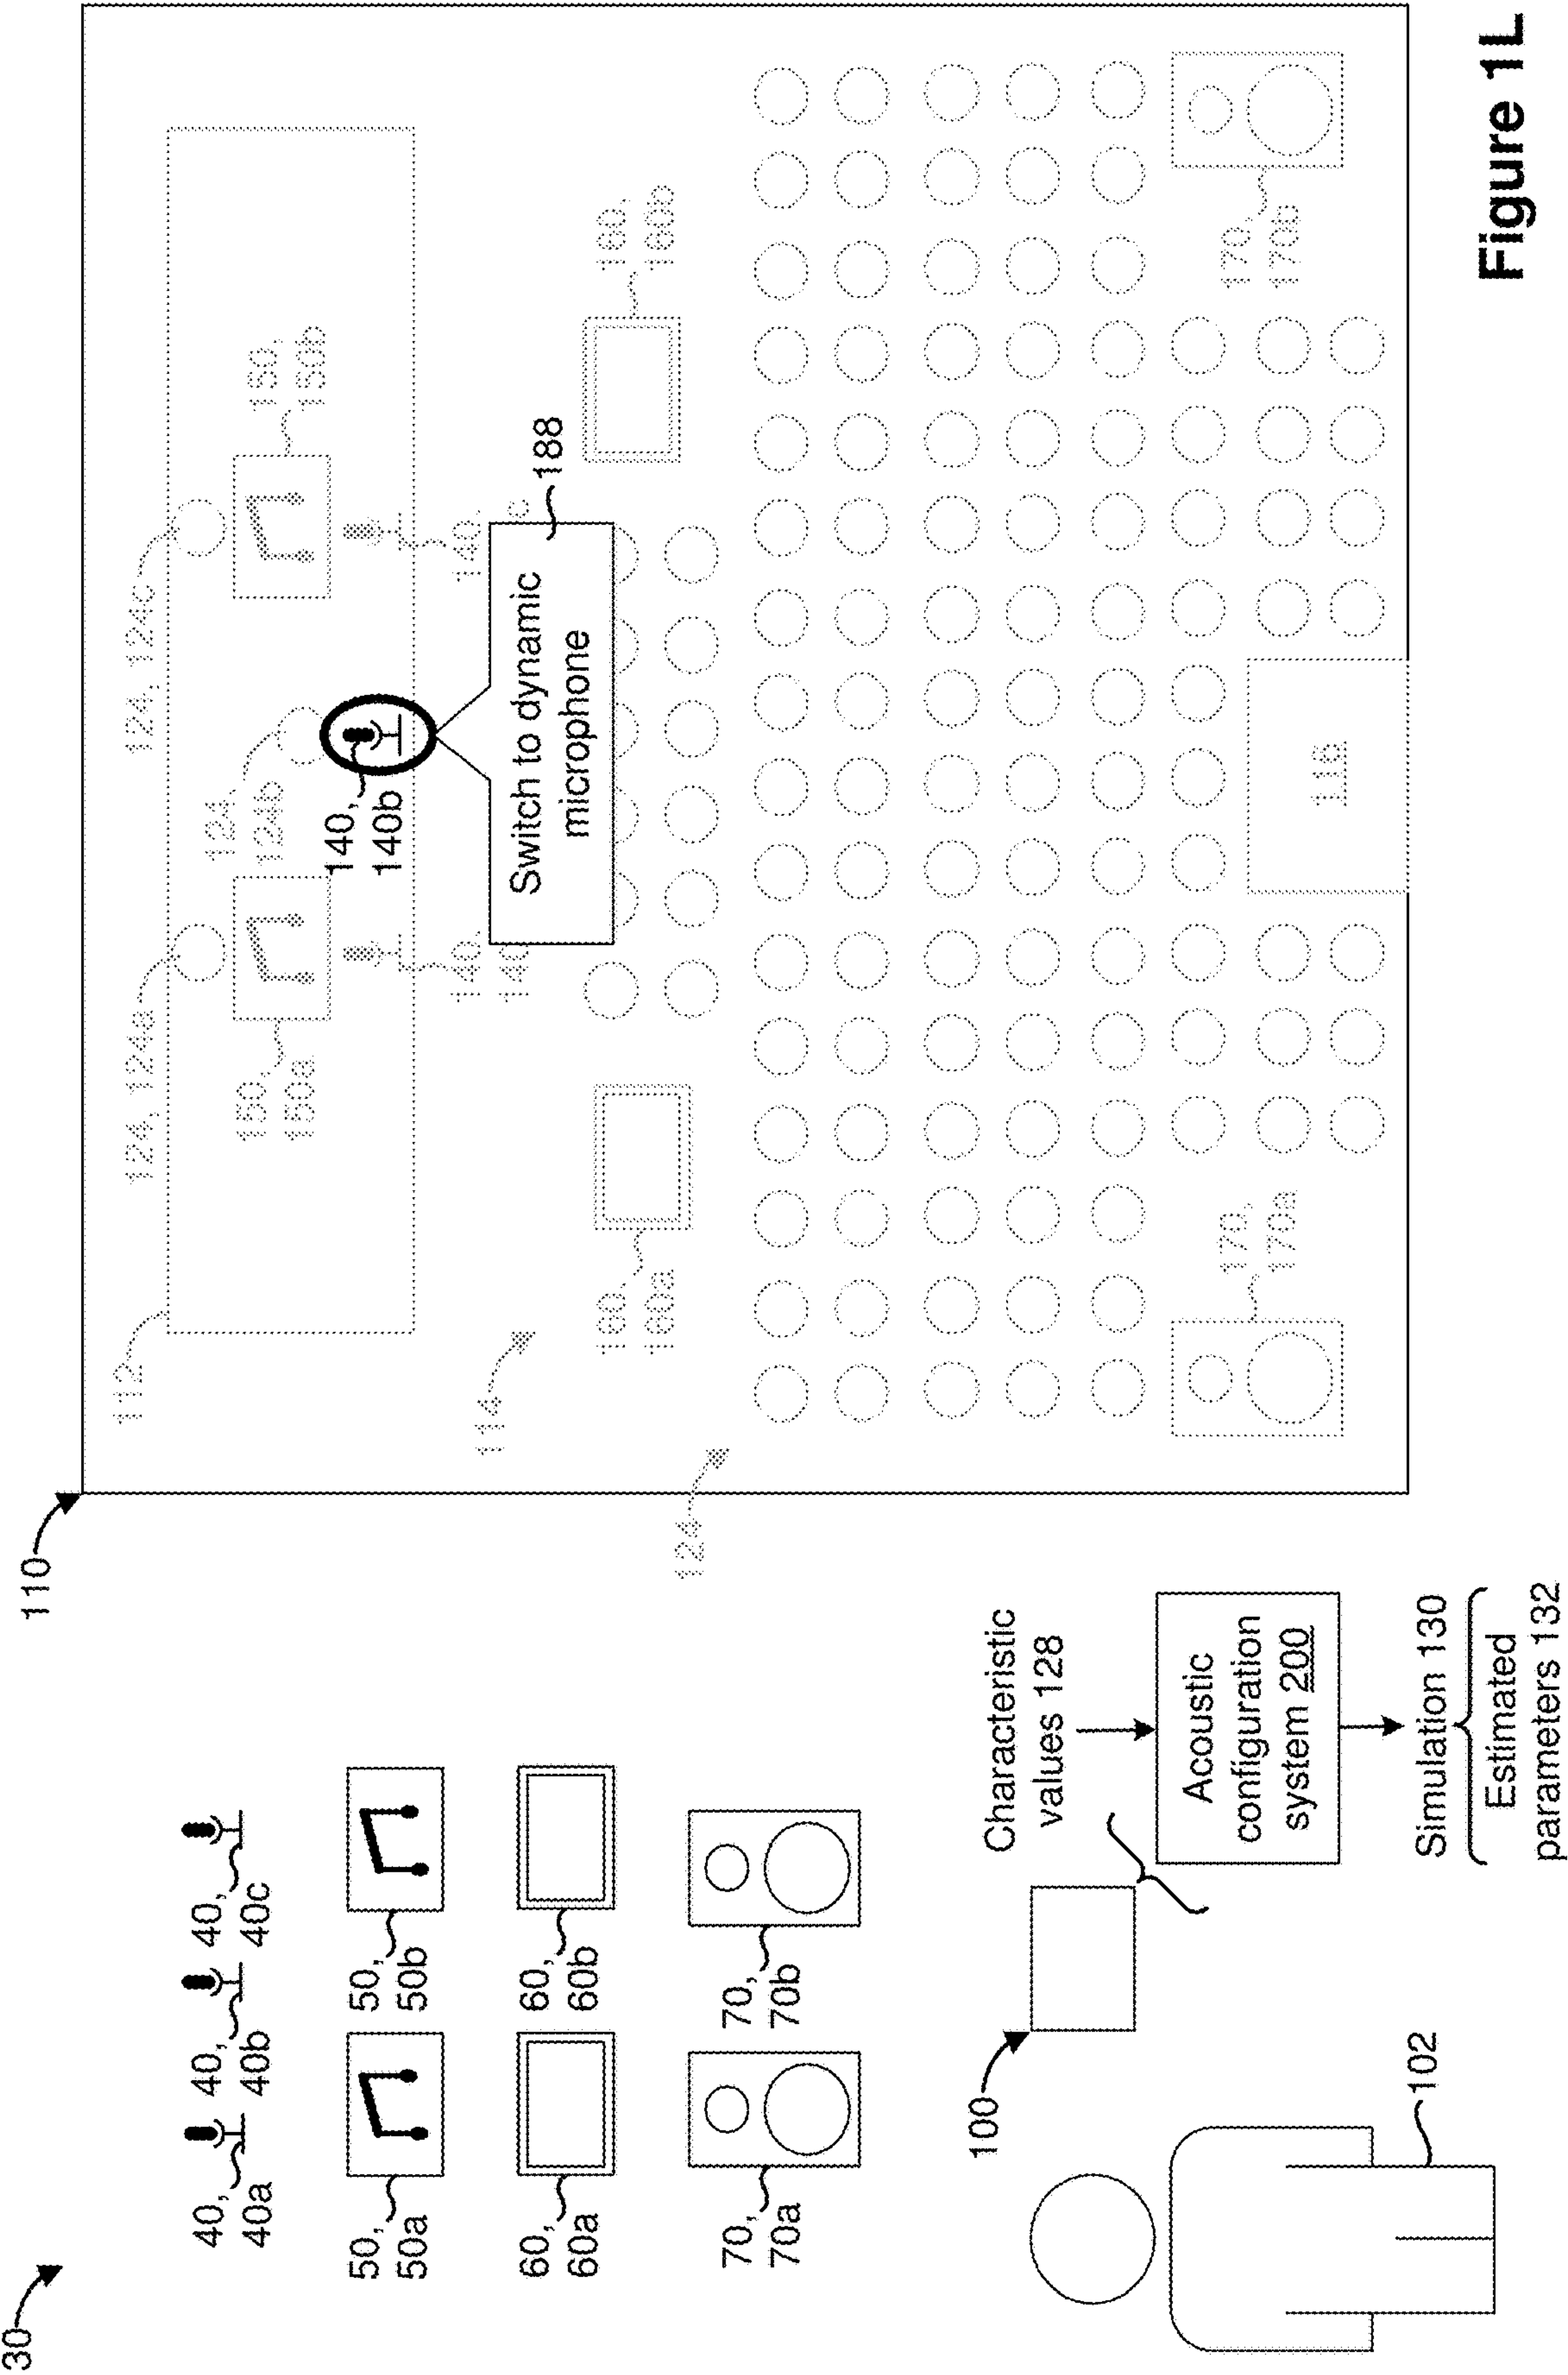 30
40,
40a
40,
40b
40,
40c
50,
50a
50,
50b
60,
60a
60,
60b
70,
70a
70,
70b
100
102
Characteristic
values 128
Acoustic
configuration
system 200
Simulation 130
Estimated
parameters 132
110
112
124, 124a
124
124b
124, 124c
150,
150a
150,
150b
140,
140b
140,
140
140,
c
114
Switch to dynamic
microphone
188
160,
160a
160,
160b
124
170,
170a
170,
170b
116
Figure 1L